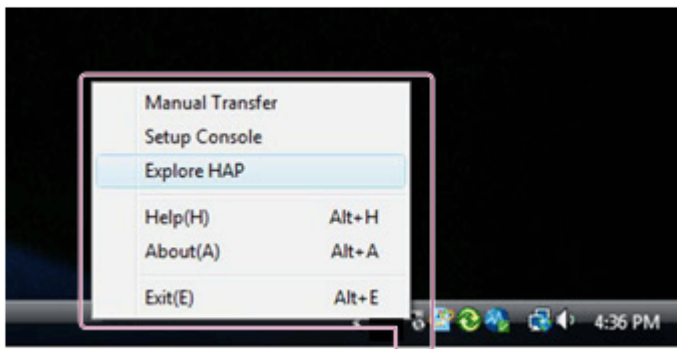 Manual Transfer
Setup Console
Explore HAP
Help(H) Alt+H
About(A) Alt+A
Exit(E) Alt+E
4:36 PM